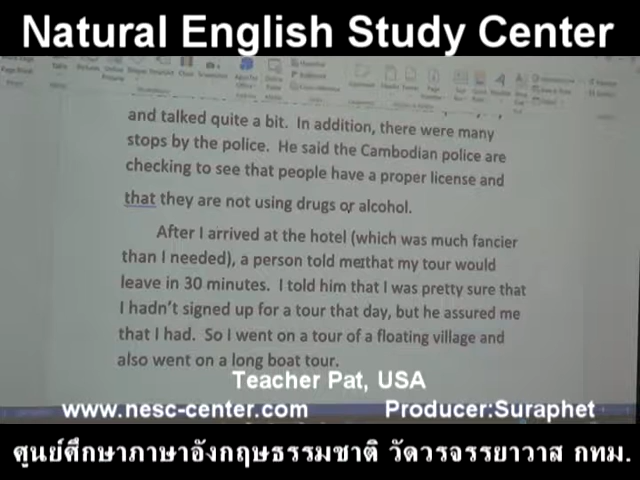 Natural English Study Center
and talked quite a bit. In addition, there were many
stops by the police. He said the Cambodian police are
checking to see that people have a proper license and
that they are not using drugs or alcohol.
After I arrived at the hotel (which was much fancier
than I needed), a person told me that my tour would
leave in 30 minutes. I told him that I was pretty sure that
I hadn't signed up for a tour that day, but he assured me
that I had. So I went on a tour of a floating village and
also went on a long boat tour.
Teacher Pat, USA
www.nesc-center.com Producer:Suraphet
ศูนย์ศึกษาภาษาอังกฤษธรรมชาติ วัดวรจรรยาวาส กทม.